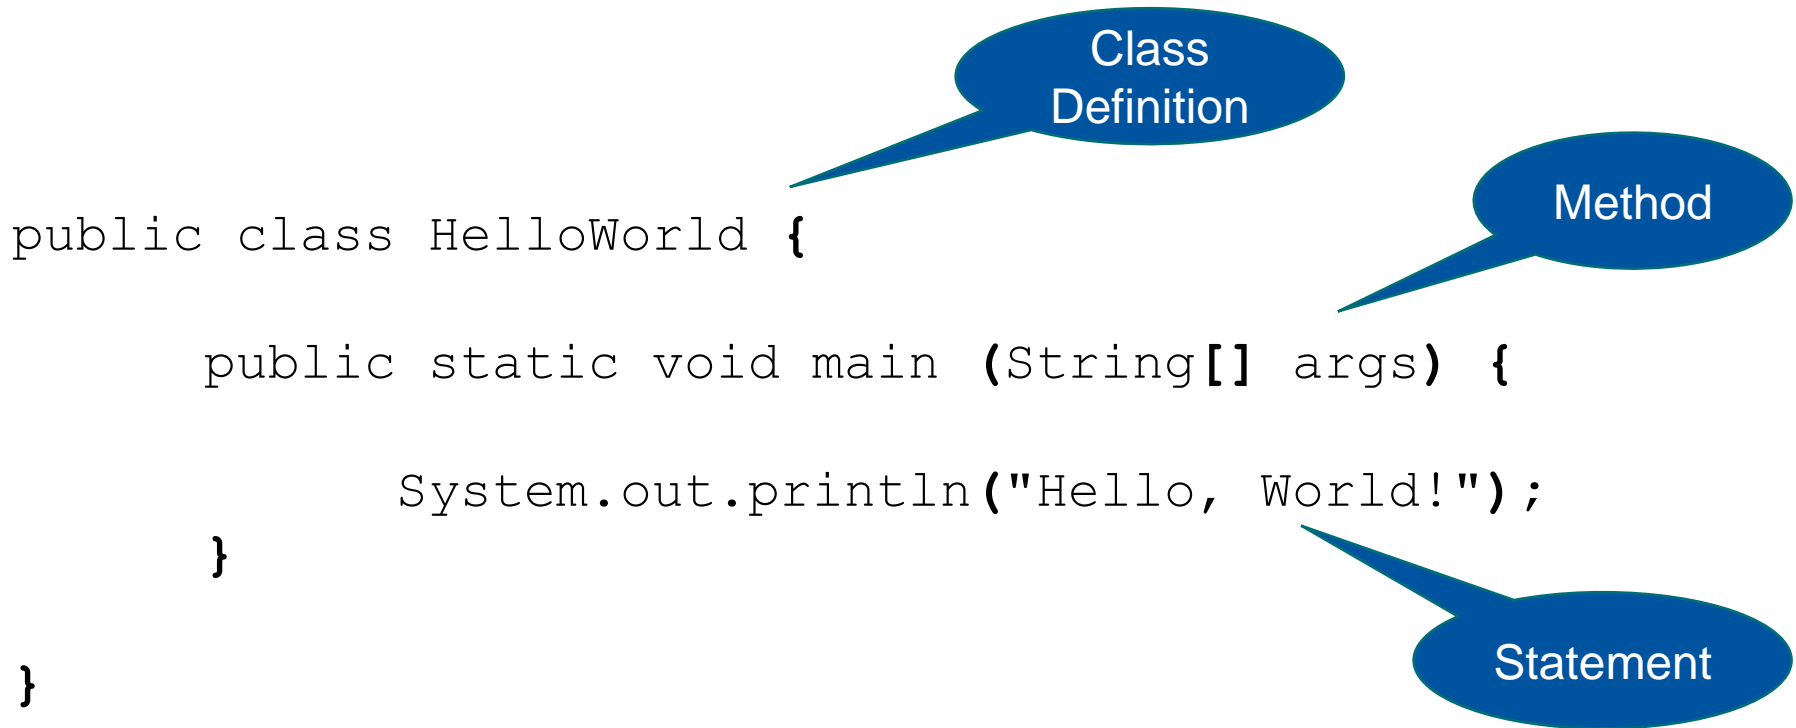 Class
Definition
Method
public class HelloWorld {
public static void main (String[] args) {
System.out.println("Hello, World!");
}
Statement
}